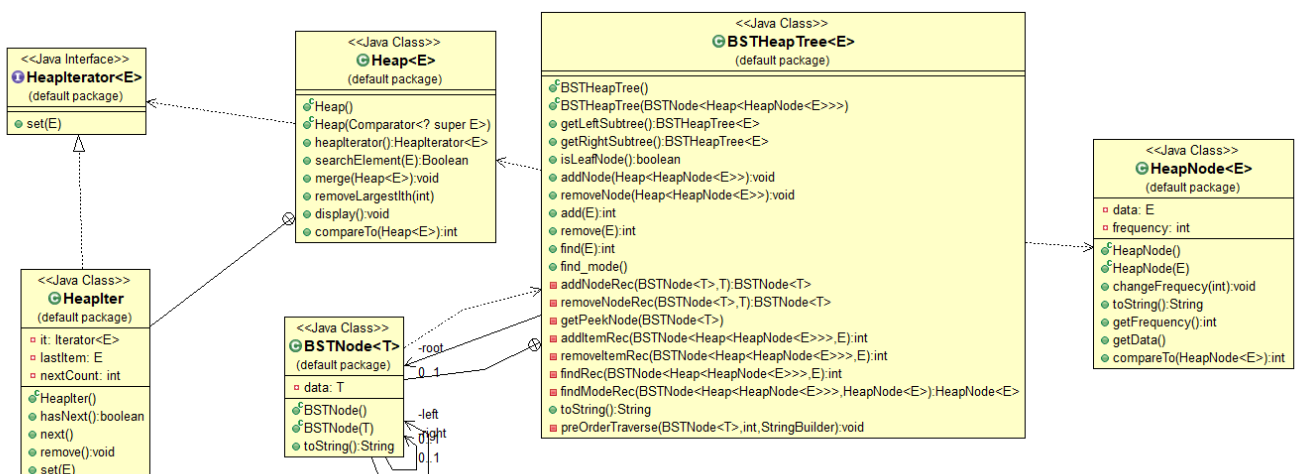 <<Java Interface>>
HeapIterator<E>
(default package)
set(E)
<<Java Class>>
HeapIter
(default package)
it: Iterator<E>
lastItem: E
nextCount: int
HeapIter()
hasNext():boolean
next()
remove():void
set(E)
<<Java Class>>
Heap<E>
(default package)
Heap()
Heap(Comparator<? super E>)
heapIterator():HeapIterator<E>
searchElement(E):Boolean
merge(Heap<E>):void
removeLargestIth(int)
display():void
compareTo(Heap<E>):int
<<Java Class>>
BSTNode<T>
(default package)
data: T
BSTNode()
BSTNode(T)
toString():String
-root
0..1
-left
-right
0..1
0..1
<<Java Class>>
BSTHeapTree<E>
(default package)
BSTHeapTree()
BSTHeapTree(BSTNode<Heap<HeapNode<E>>>)
getLeftSubtree():BSTHeapTree<E>
getRightSubtree():BSTHeapTree<E>
isLeafNode():boolean
addNode(Heap<HeapNode<E>>):void
removeNode(Heap<HeapNode<E>>):void
add(E):int
remove(E):int
find(E):int
find_mode()
addNodeRec(BSTNode<T>,T):BSTNode<T>
removeNodeRec(BSTNode<T>,T):BSTNode<T>
getPeekNode(BSTNode<T>)
addItemRec(BSTNode<Heap<HeapNode<E>>>,E):int
removeItemRec(BSTNode<Heap<HeapNode<E>>>,E):int
findRec(BSTNode<Heap<HeapNode<E>>>,E):int
findModeRec(BSTNode<Heap<HeapNode<E>>>,HeapNode<E>):HeapNode<E>
toString():String
preOrderTraverse(BSTNode<T>,int,StringBuilder):void
<<Java Class>>
HeapNode<E>
(default package)
data: E
frequency: int
HeapNode()
HeapNode(E)
changeFrequecy(int):void
toString():String
getFrequency():int
getData()
compareTo(HeapNode<E>):int